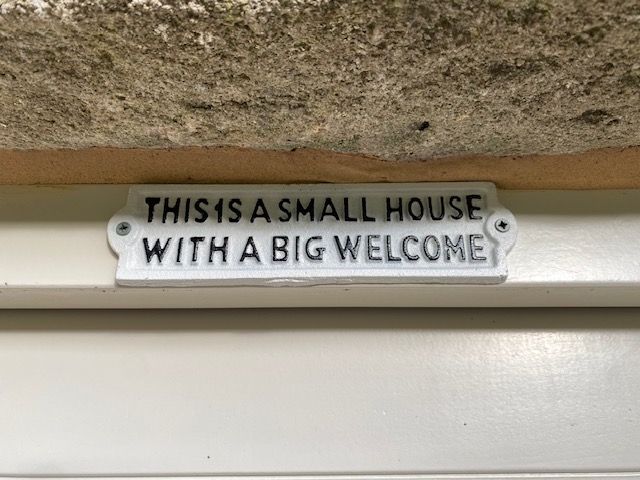 THIS IS A SMALL HOUSE
WITH A BIG WELCOME